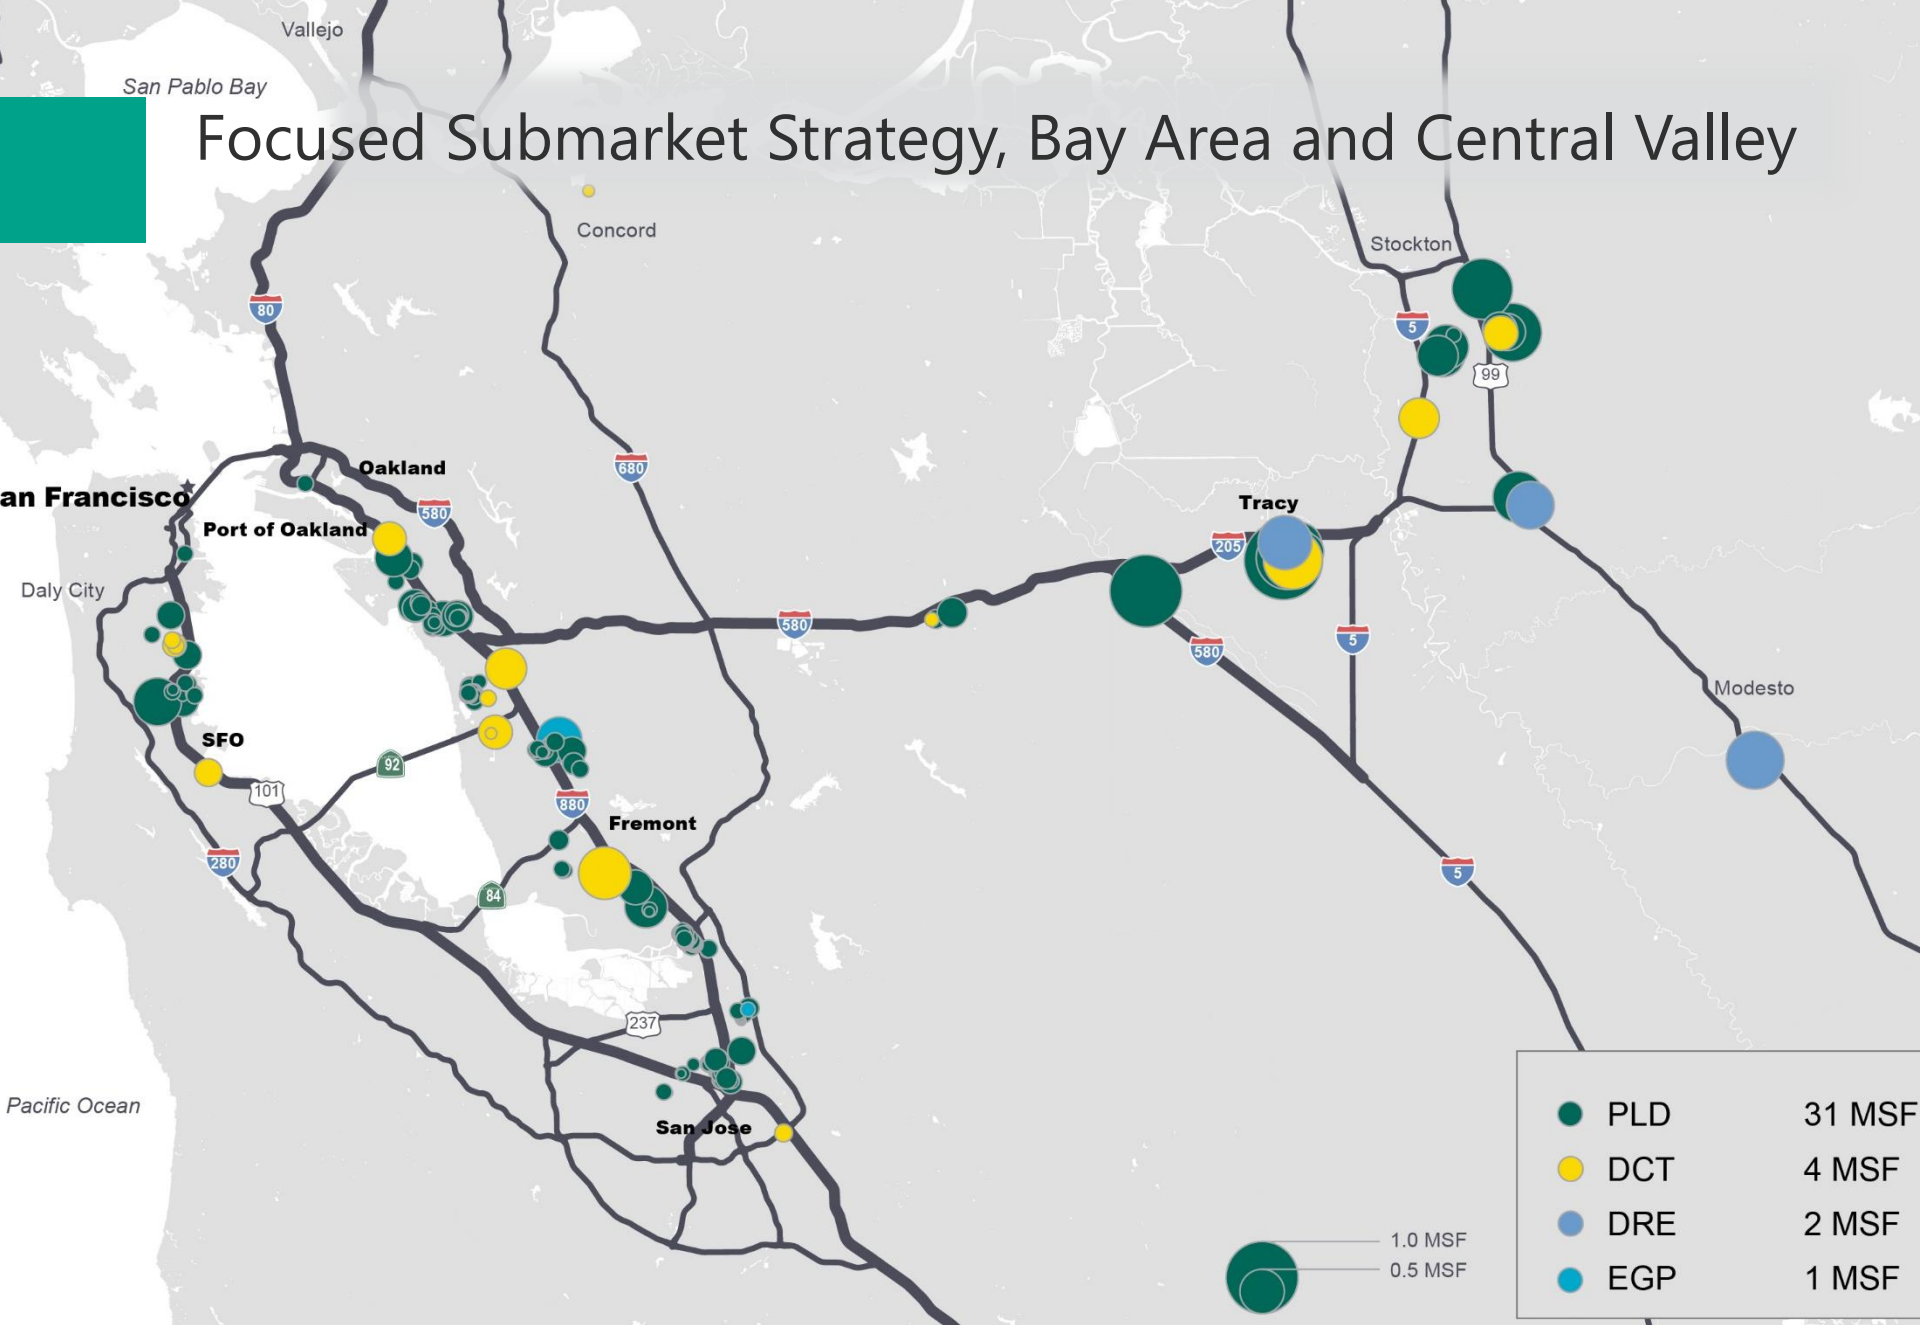 Vallejo
San Pablo Bay
Focused Submarket Strategy, Bay Area and Central Valley
Concord
Stockton
80
5
99
Oakland
680
an Francisco
580
Tracy
Port of Oakland
205
Daly City
580
580
5
Modesto
SFO
92
101
880
Fremont
280
5
84
237
Pacific Ocean
San Jose
PLD 31 MSF
DCT 4 MSF
DRE 2 MSF
EGP 1 MSF
1.0 MSF
0.5 MSF